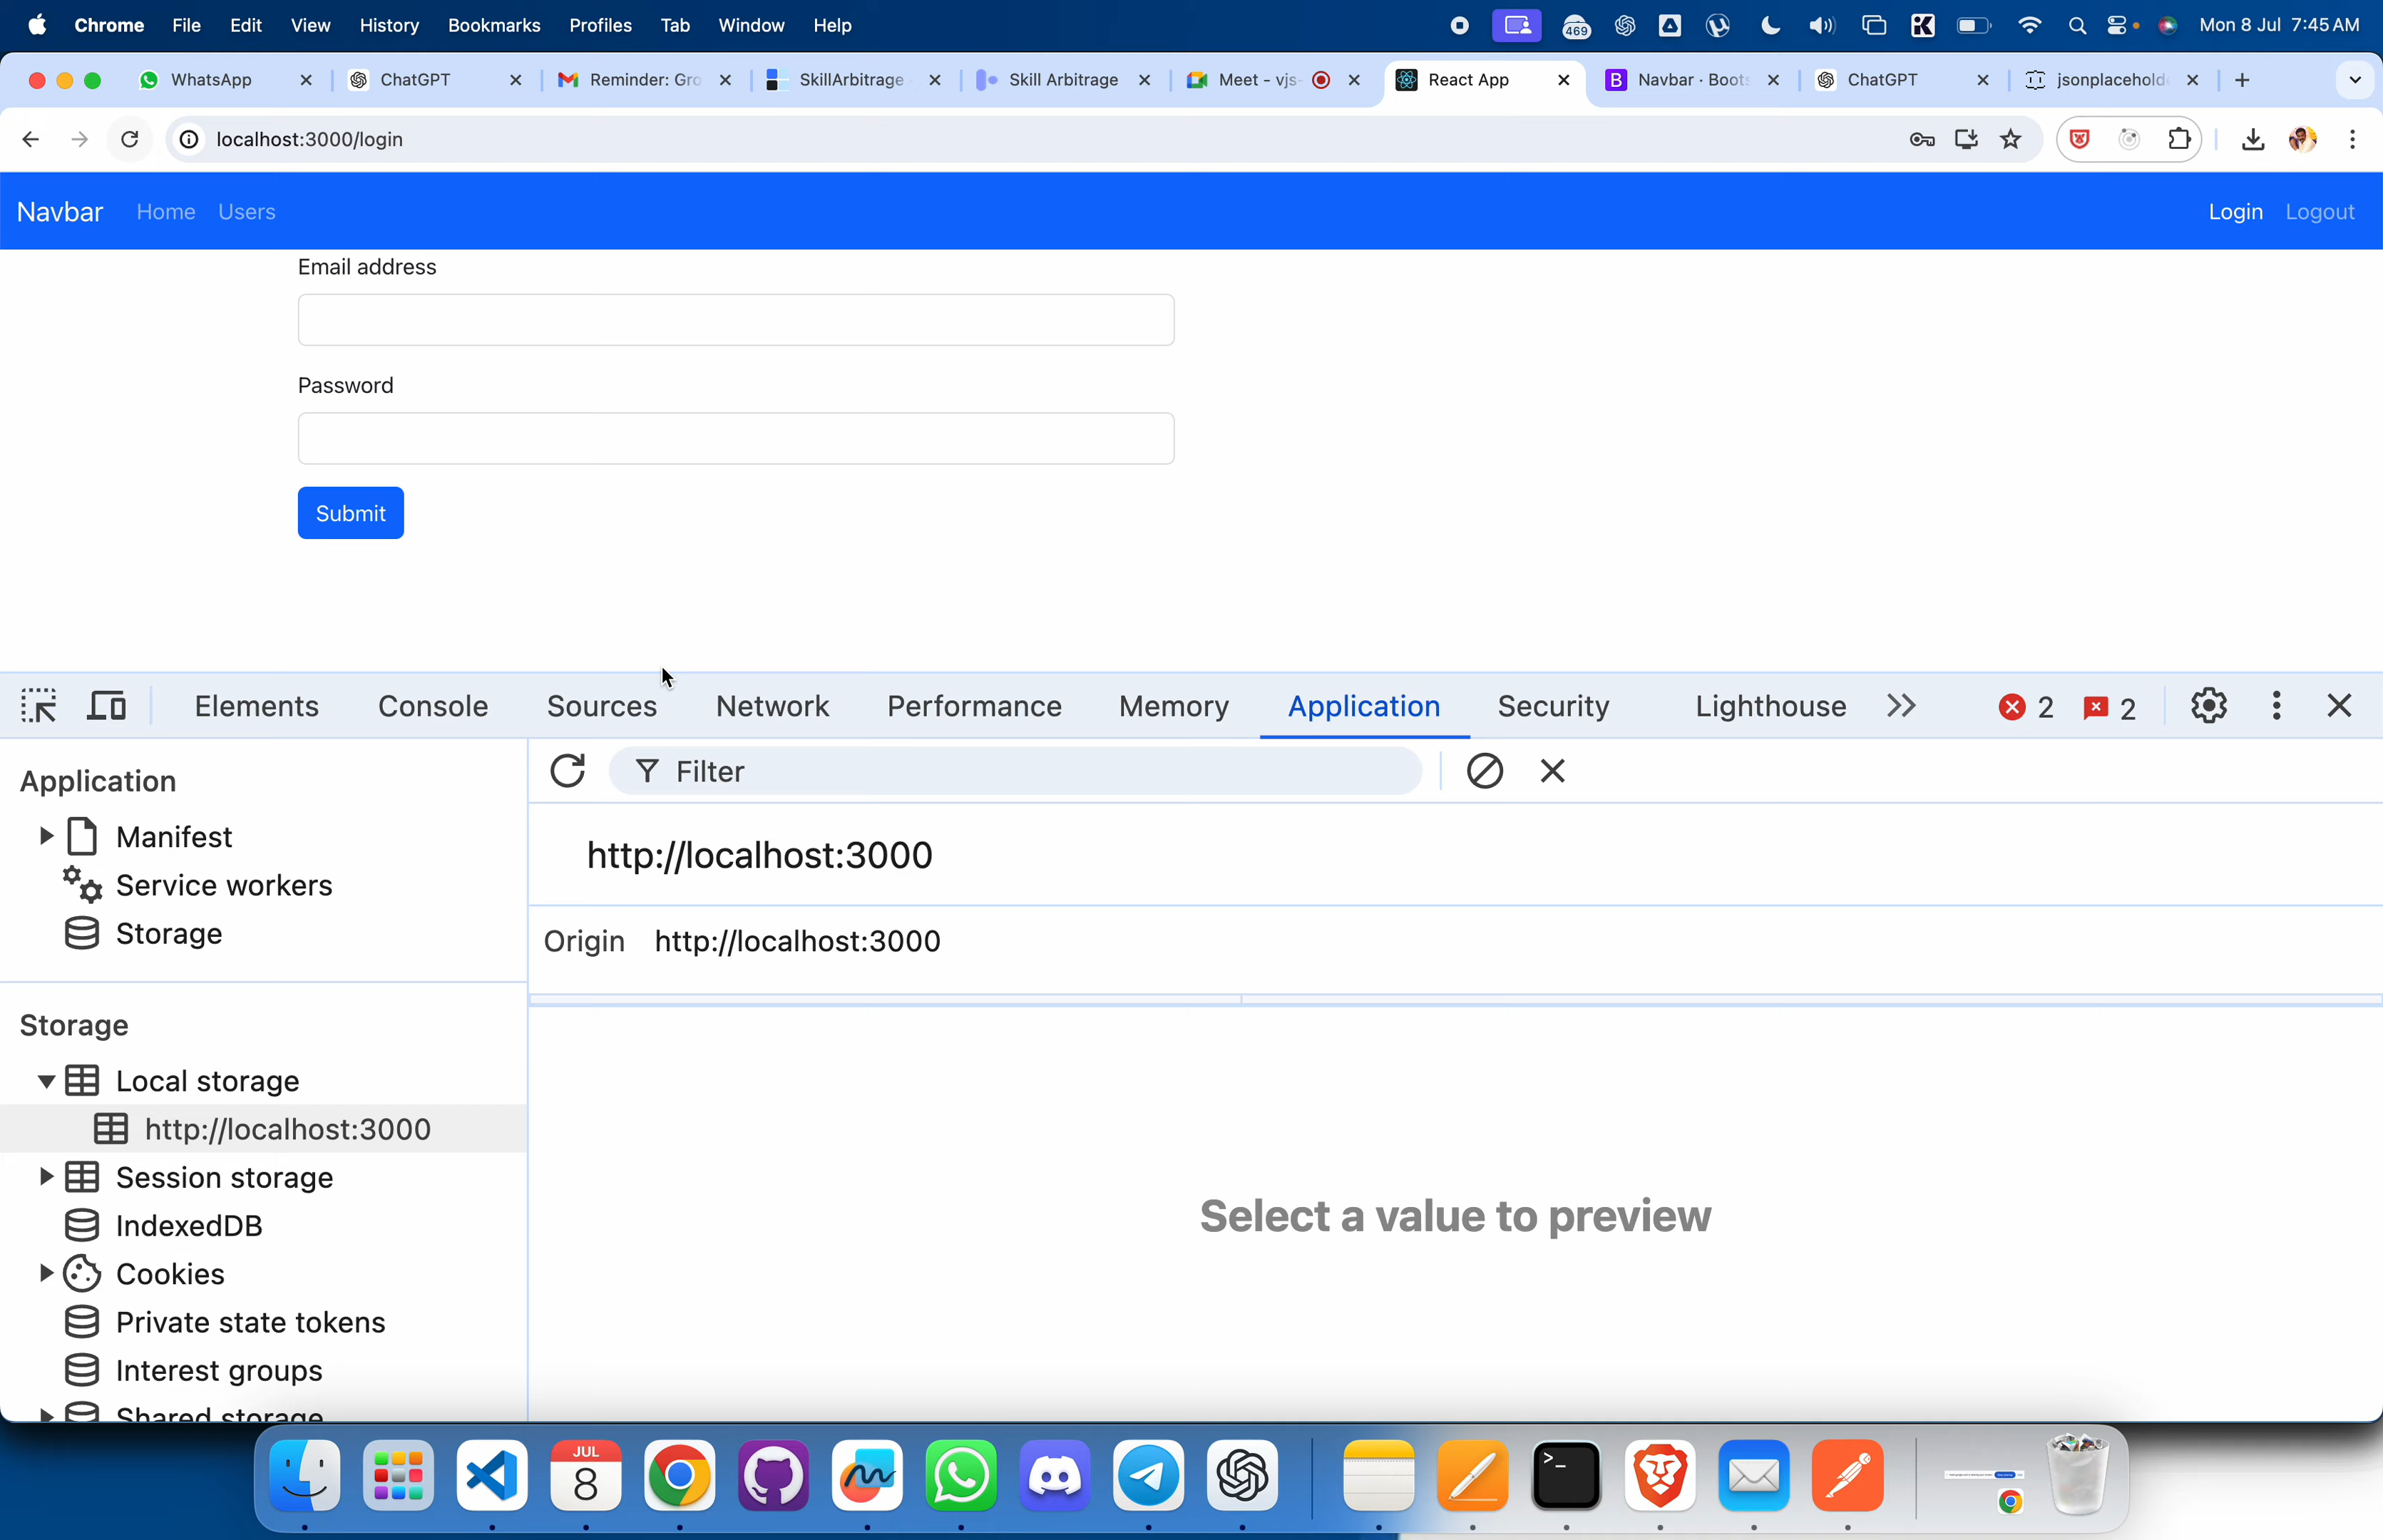 Chrome File Edit View History Bookmarks Profiles Tab Window Help 469 Mon 8 Jul 7:45 AM
WhatsApp ChatGPT Reminder: Gro SkillArbitrage Skill Arbitrage Meet - vjs- React App Navbar · Boots ChatGPT jsonplacehold
localhost:3000/login
Navbar Home Users Login Logout
Email address
Password
Submit
Elements Console Sources Network Performance Memory Application Security Lighthouse 2 2
Application
Manifest
Service workers
Storage
Storage
Local storage
http://localhost:3000
Session storage
IndexedDB
Cookies
Private state tokens
Interest groups
Shared storage
Filter
http://localhost:3000
Origin http://localhost:3000
Select a value to preview
JUL
8